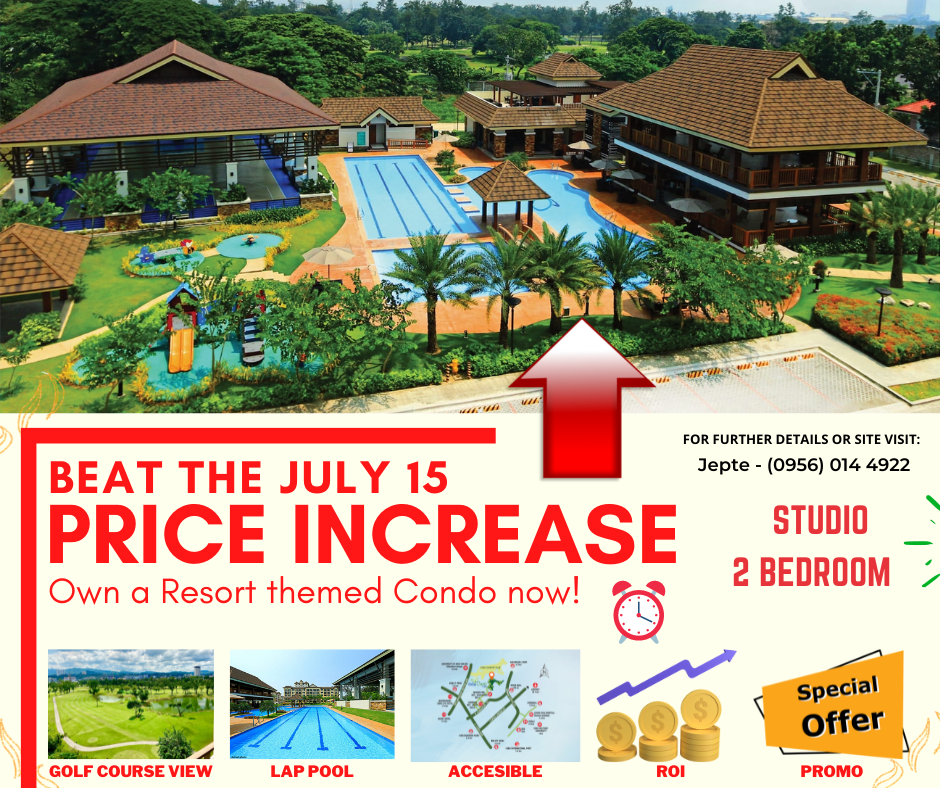 BEAT THE JULY 15
PRICE INCREASE
Own a Resort themed Condo now!
FOR FURTHER DETAILS OR SITE VISIT:
Jepte - (0956) 014 4922
STUDIO
2 BEDROOM
Special
Offer
GOLF COURSE VIEW
LAP POOL
ACCESIBLE
ROI
PROMO